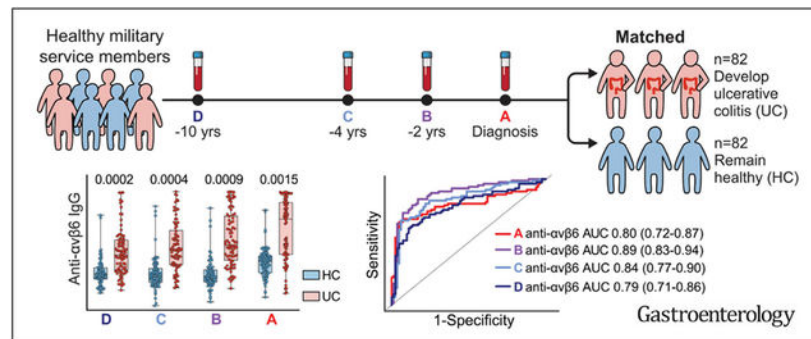 Healthy military
service members
D
-10 yrs
C
-4 yrs
B
-2 yrs
A
Diagnosis
Matched
n=82
Develop
ulcerative
colitis (UC)
n=82
Remain
healthy (HC)
Anti-αvβ6 IgG
0.0002 0.0004 0.0009 0.0015
HC
UC
D C B A
Sensitivity
A anti-αvβ6 AUC 0.80 (0.72-0.87)
B anti-αvβ6 AUC 0.89 (0.83-0.94)
C anti-αvβ6 AUC 0.84 (0.77-0.90)
D anti-αvβ6 AUC 0.79 (0.71-0.86)
1-Specificity
Gastroenterology